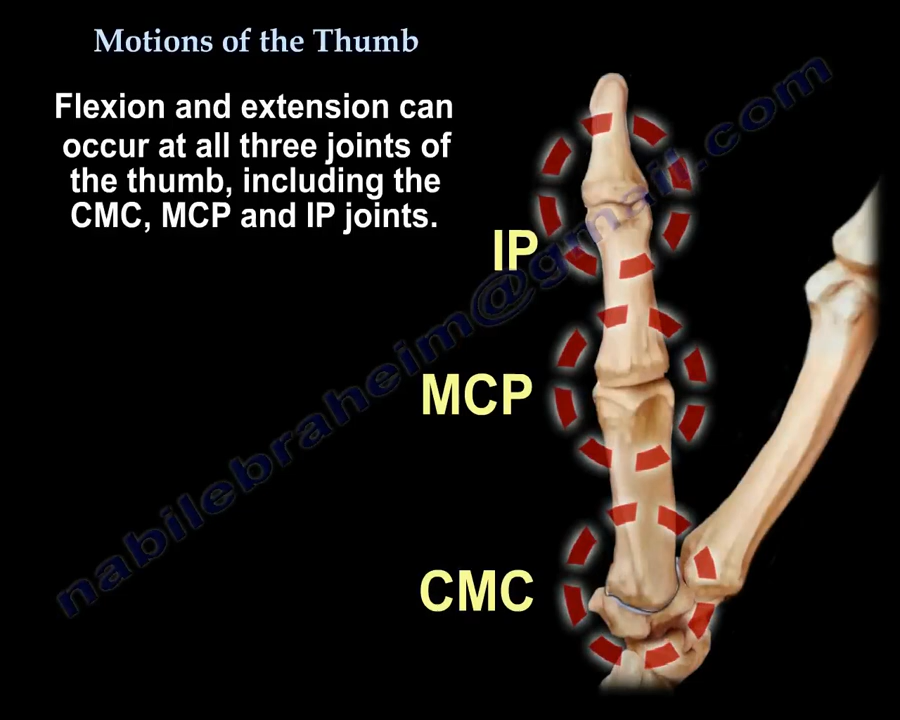 Motions of the Thumb
Flexion and extension can
occur at all three joints of
the thumb, including the
CMC, MCP and IP joints.
IP
MCP
CMC
nabilebraheim@gmail.com